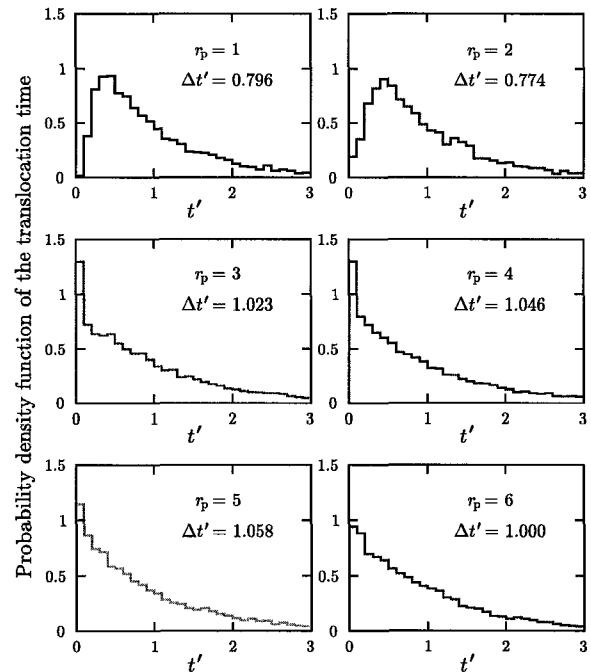 Probability density function of the translocation time
1.5
1
0.5
0
0 1 2 3
t′
r_p = 1
Δt′ = 0.796
1.5
1
0.5
0
0 1 2 3
t′
r_p = 2
Δt′ = 0.774
1.5
1
0.5
0
0 1 2 3
t′
r_p = 3
Δt′ = 1.023
1.5
1
0.5
0
0 1 2 3
t′
r_p = 4
Δt′ = 1.046
1.5
1
0.5
0
0 1 2 3
t′
r_p = 5
Δt′ = 1.058
1.5
1
0.5
0
0 1 2 3
t′
r_p = 6
Δt′ = 1.000